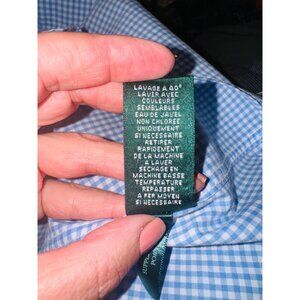 LAVAGE A 40°
LAVER AVEC
COULEURS
SEMBLABLES
EAU DE JAVEL
NON CHLOREE
UNIQUEMENT
SI NECESSAIRE
RETIRER
RAPIDEMENT
DE LA MACHINE
A LAVER
SECHAGE EN
MACHINE BASSE
TEMPERATURE
REPASSER
A FER MOYEN
SI NECESSAIRE